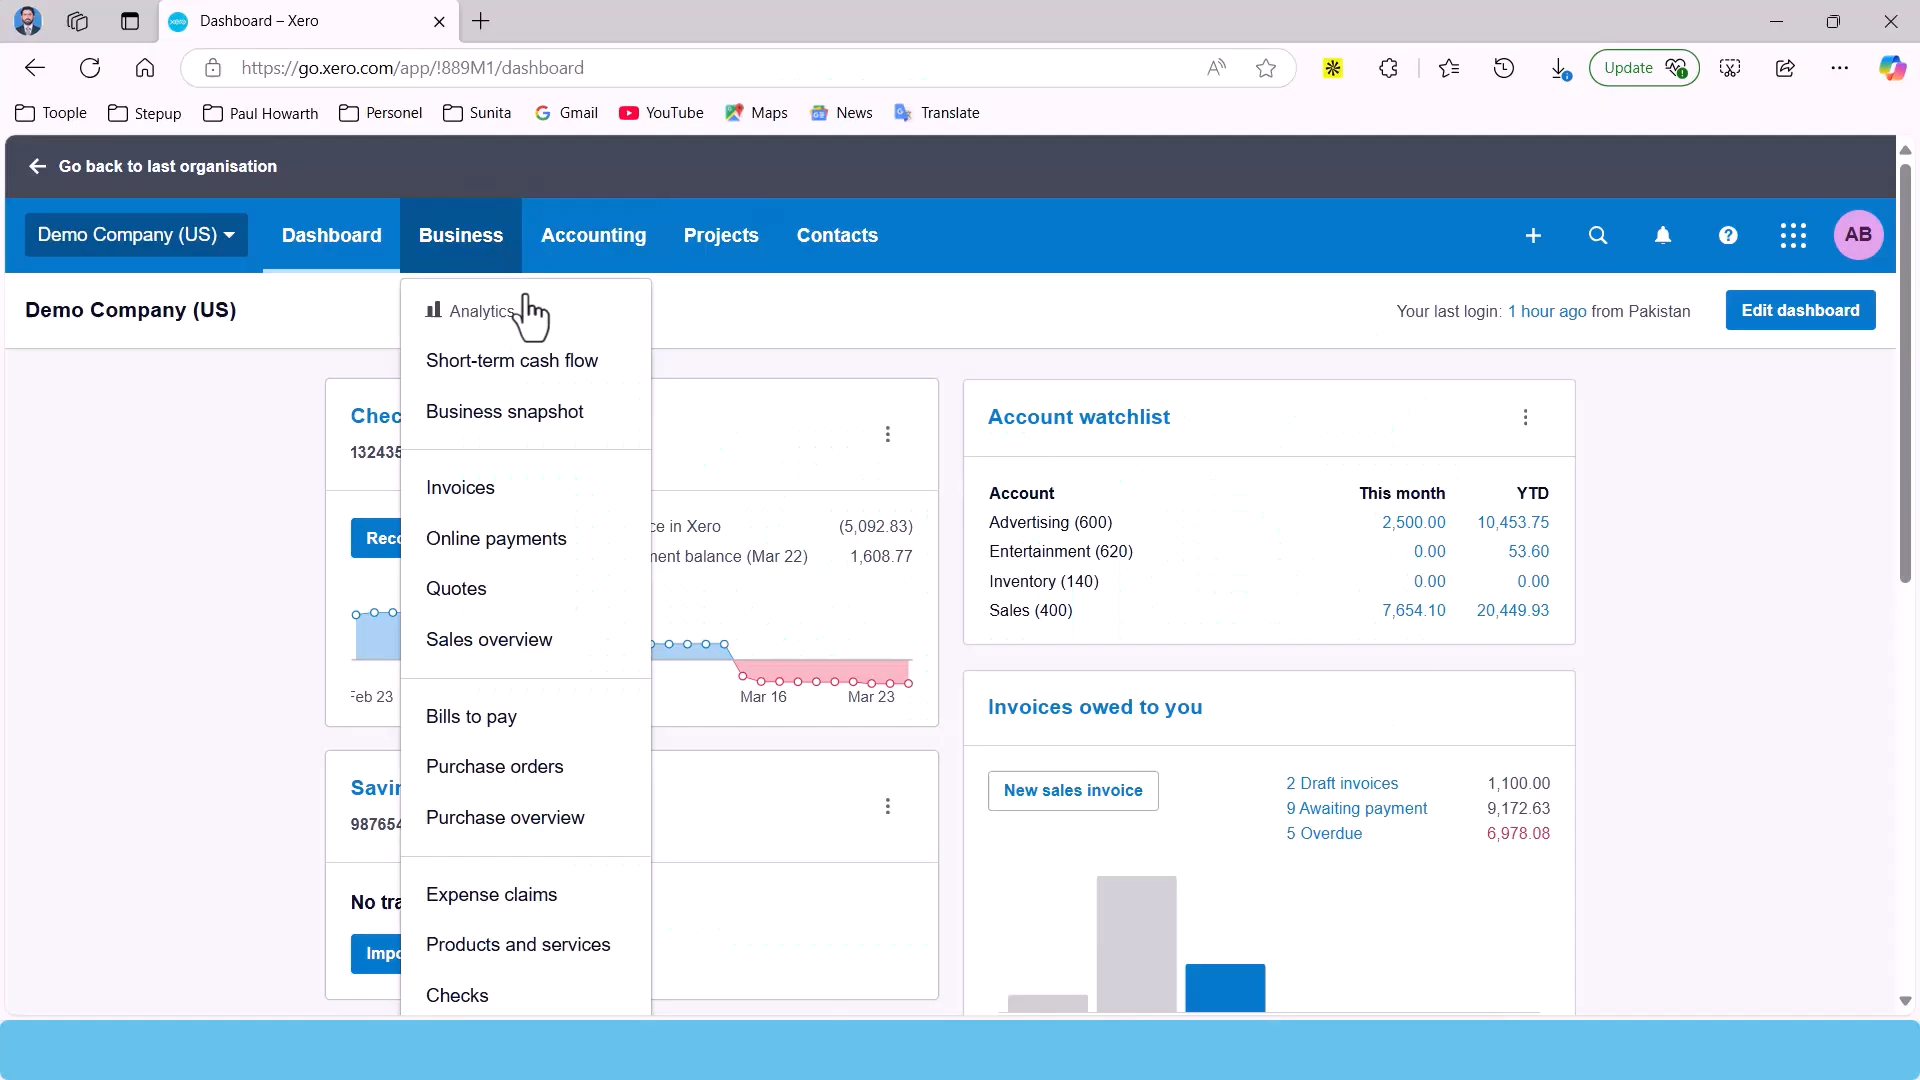 Dashboard – Xero
https://go.xero.com/app/!889M1/dashboard
Update
Toople
Stepup
Paul Howarth
Personel
Sunita
Gmail
YouTube
Maps
News
Translate
Go back to last organisation
Demo Company (US)
Dashboard
Business
Accounting
Projects
Contacts
AB
Demo Company (US)
Your last login: 1 hour ago from Pakistan
Edit dashboard
Analytics
Short-term cash flow
Business snapshot
Invoices
Online payments
Quotes
Sales overview
Bills to pay
Purchase orders
Purchase overview
Expense claims
Products and services
Checks
Chec
132435
Reco
ce in Xero (5,092.83)
ment balance (Mar 22) 1,608.77
Feb 23
Mar 16
Mar 23
Savin
987654
No tra
Impo
Account watchlist
Account This month YTD
Advertising (600) 2,500.00 10,453.75
Entertainment (620) 0.00 53.60
Inventory (140) 0.00 0.00
Sales (400) 7,654.10 20,449.93
Invoices owed to you
New sales invoice
2 Draft invoices 1,100.00
9 Awaiting payment 9,172.63
5 Overdue 6,978.08